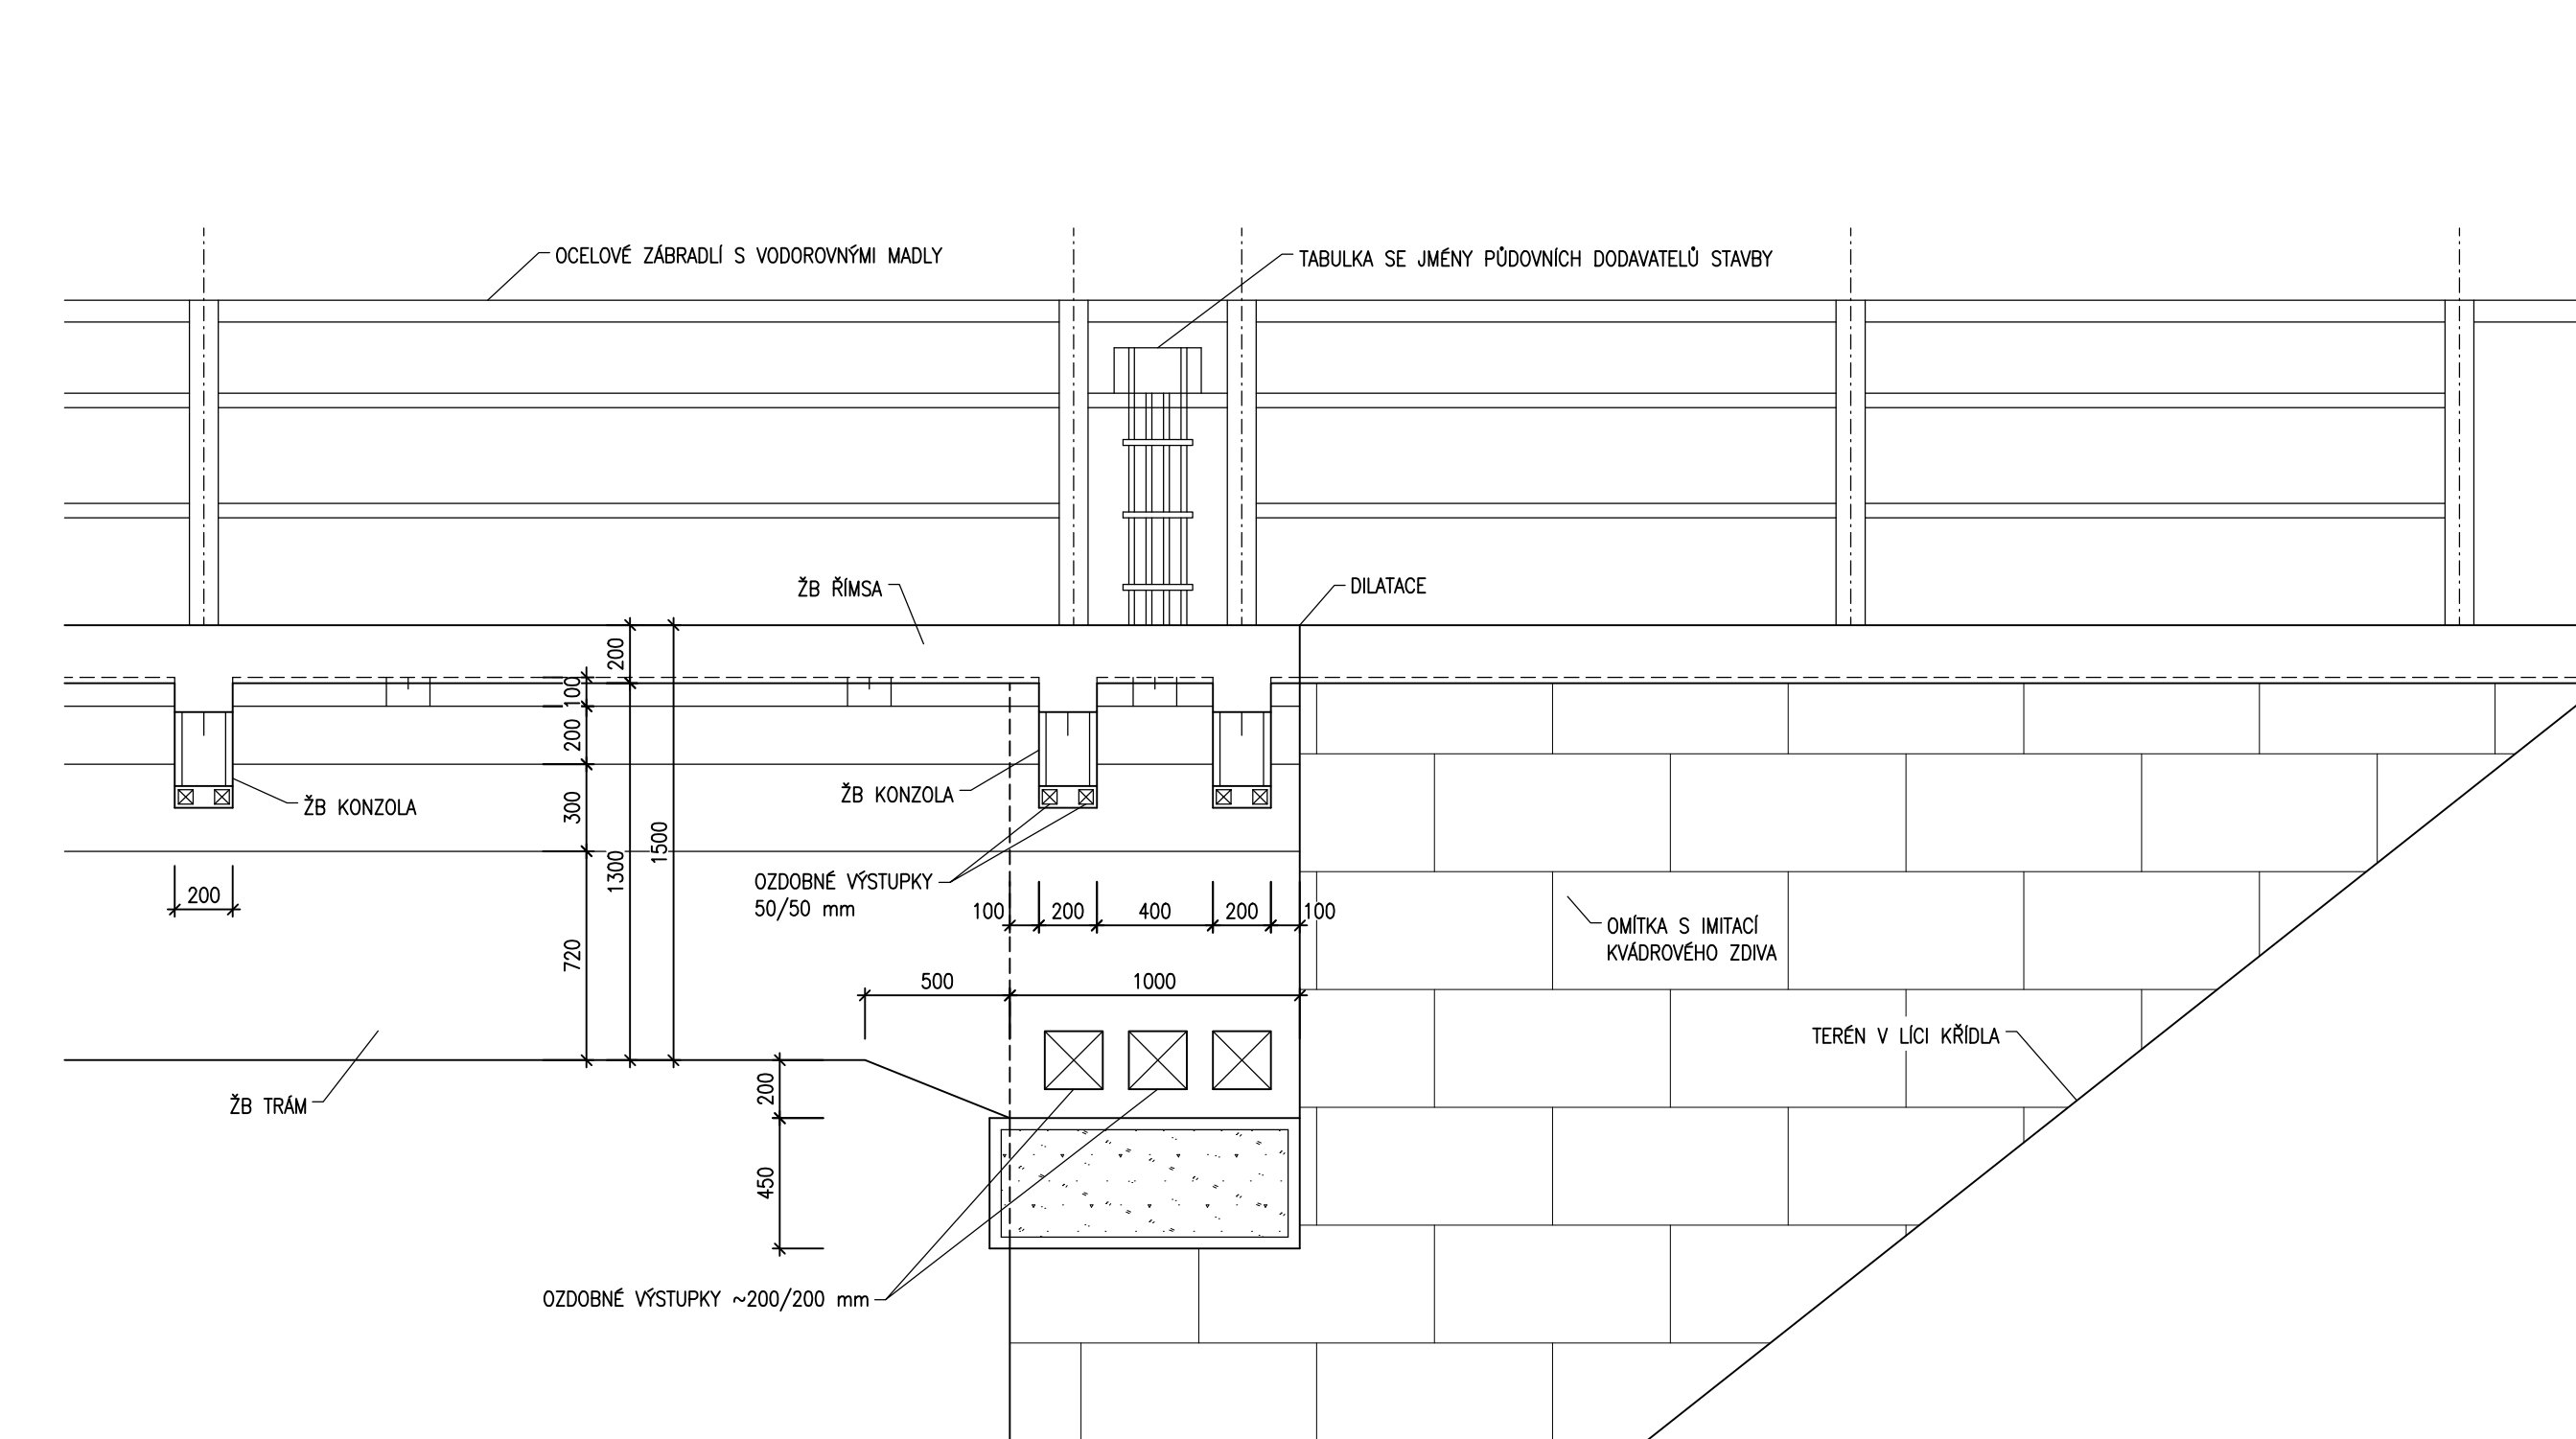 OCELOVÉ ZÁBRADLÍ S VODOROVNÝMI MADLY
TABULKA SE JMÉNY PŮDOVNÍCH DODAVATELŮ STAVBY
ŽB ŘÍMSA
DILATACE
200
100
200
300
1300
1500
720
ŽB KONZOLA
ŽB KONZOLA
200
OZDOBNÉ VÝSTUPKY
50/50 mm
100
200
400
200
100
OMÍTKA S IMITACÍ
KVÁDROVÉHO ZDIVA
500
1000
TERÉN V LÍCI KŘÍDLA
ŽB TRÁM
200
450
OZDOBNÉ VÝSTUPKY ~200/200 mm